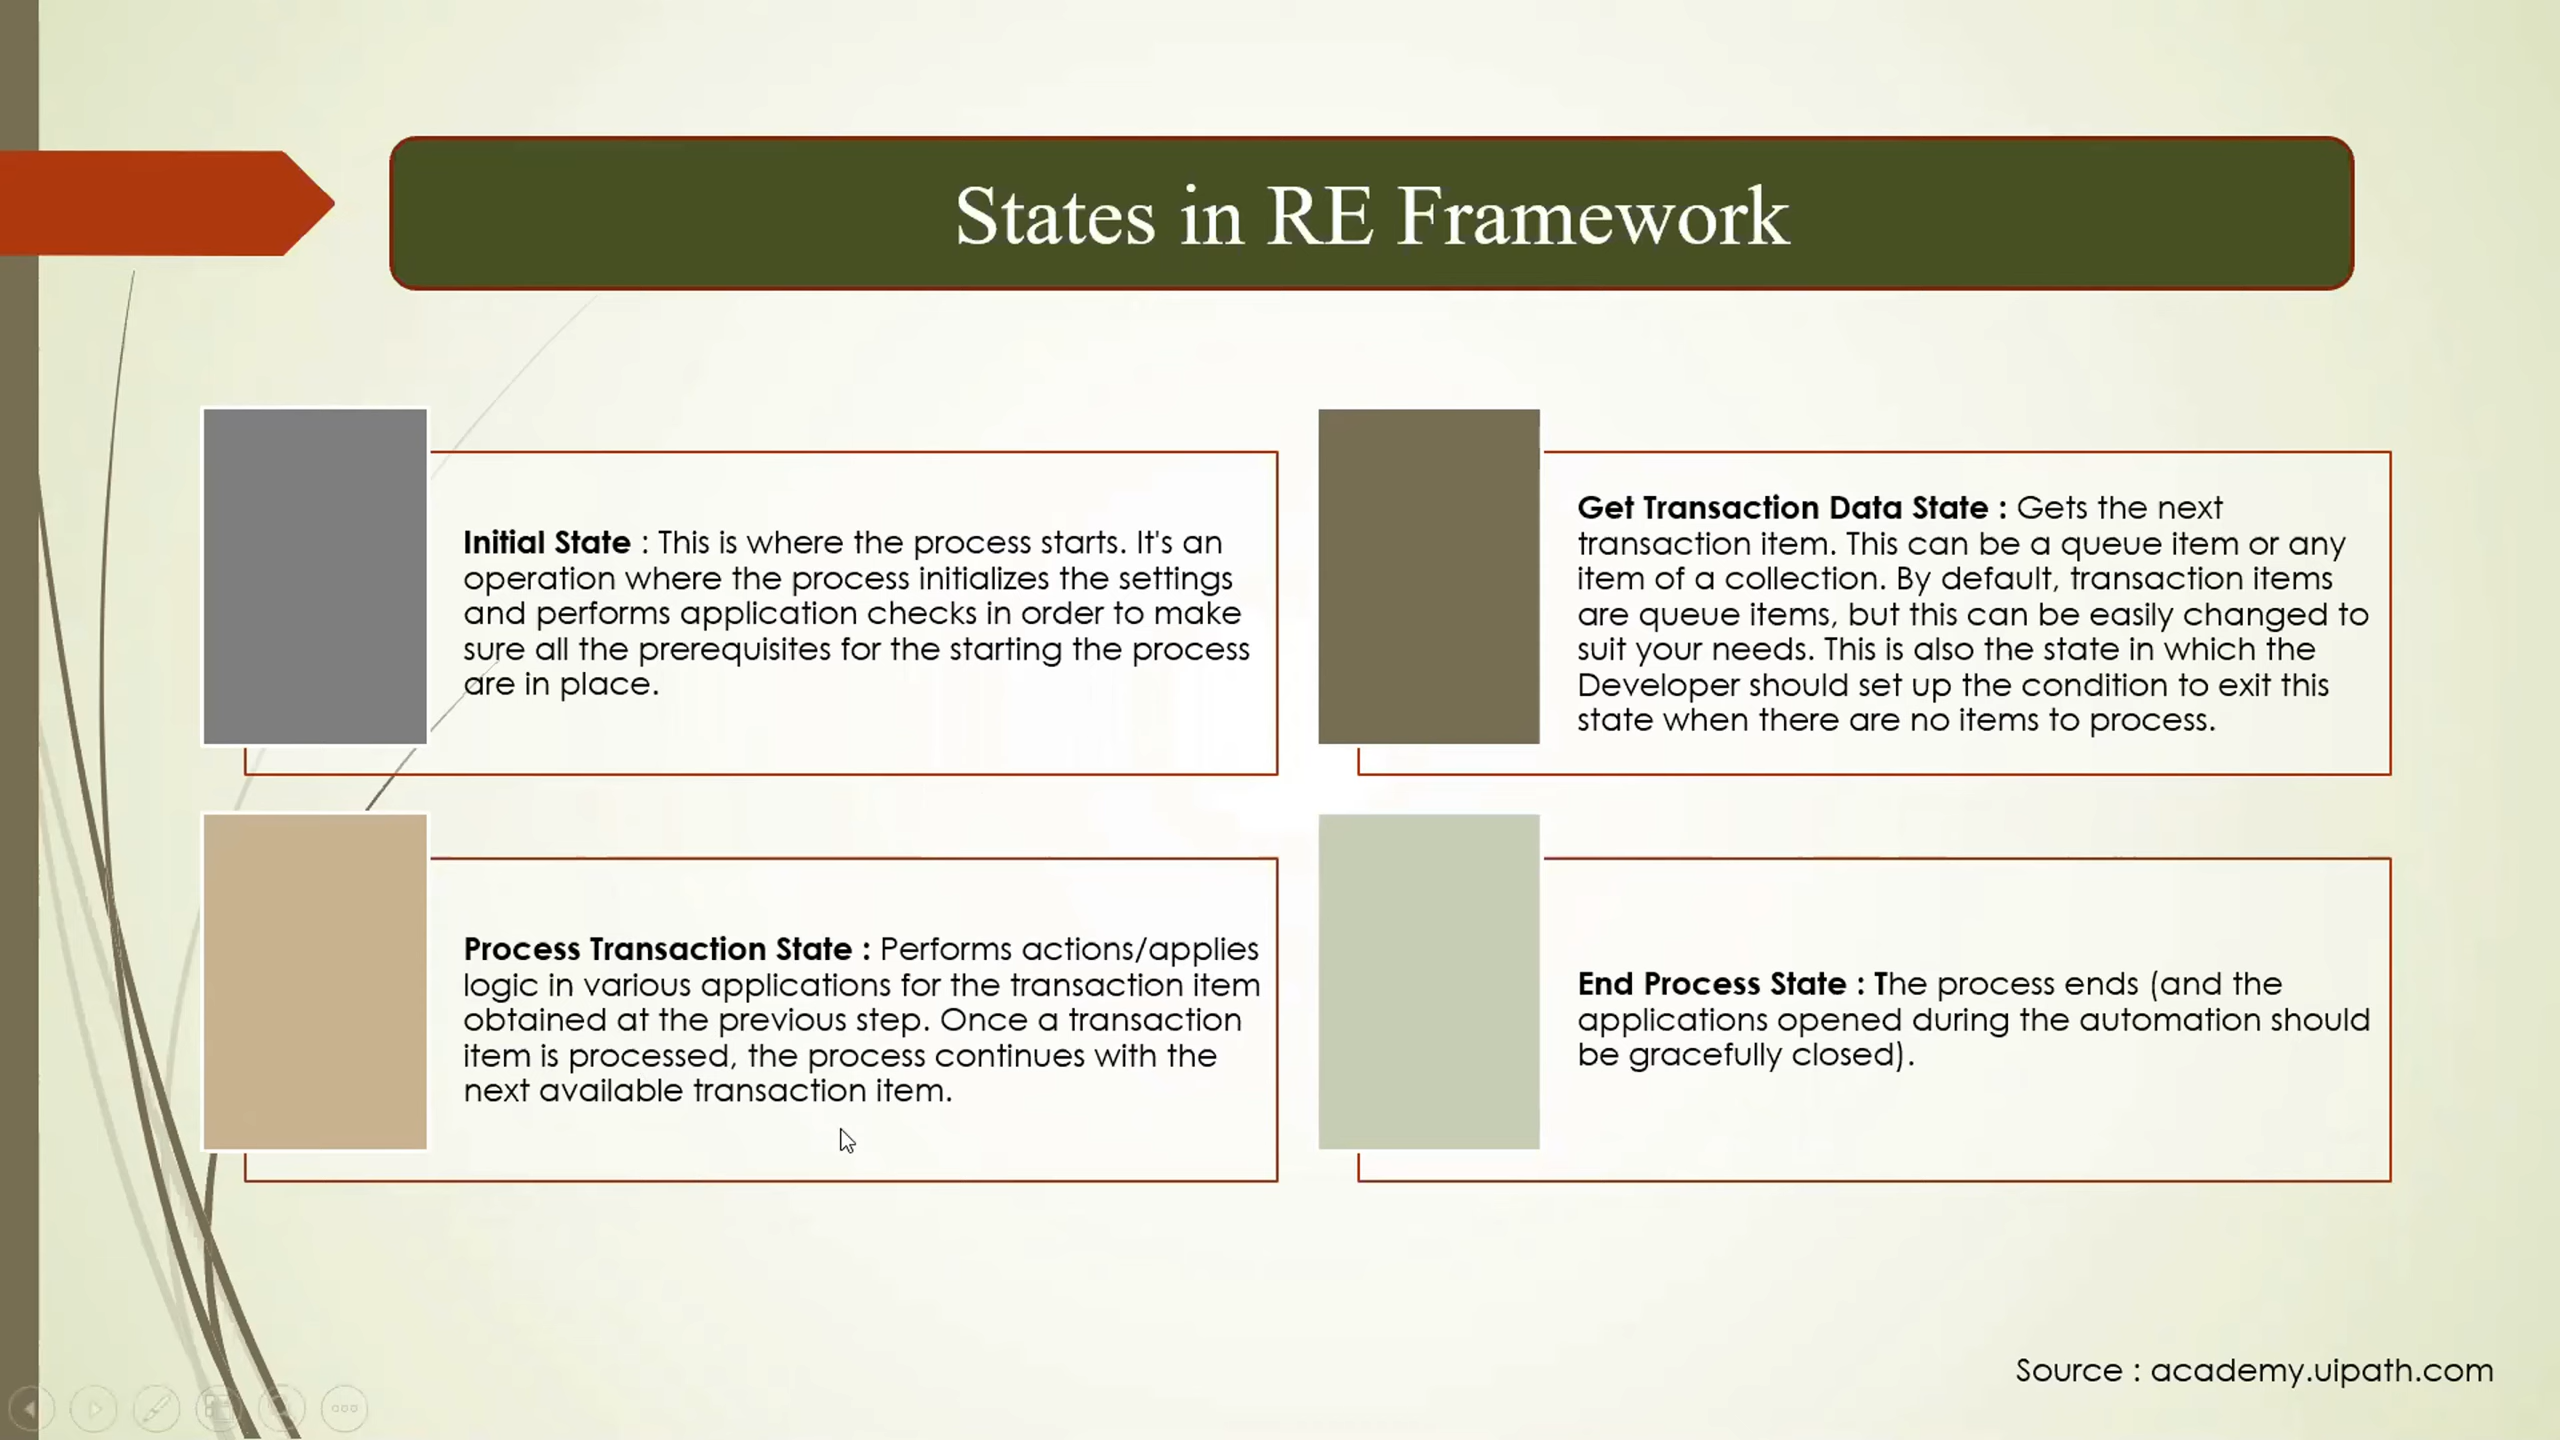 States in RE Framework
Initial State : This is where the process starts. It's an
operation where the process initializes the settings
and performs application checks in order to make
sure all the prerequisites for the starting the process
are in place.
Get Transaction Data State : Gets the next
transaction item. This can be a queue item or any
item of a collection. By default, transaction items
are queue items, but this can be easily changed to
suit your needs. This is also the state in which the
Developer should set up the condition to exit this
state when there are no items to process.
Process Transaction State : Performs actions/applies
logic in various applications for the transaction item
obtained at the previous step. Once a transaction
item is processed, the process continues with the
next available transaction item.
End Process State : The process ends (and the
applications opened during the automation should
be gracefully closed).
Source : academy.uipath.com